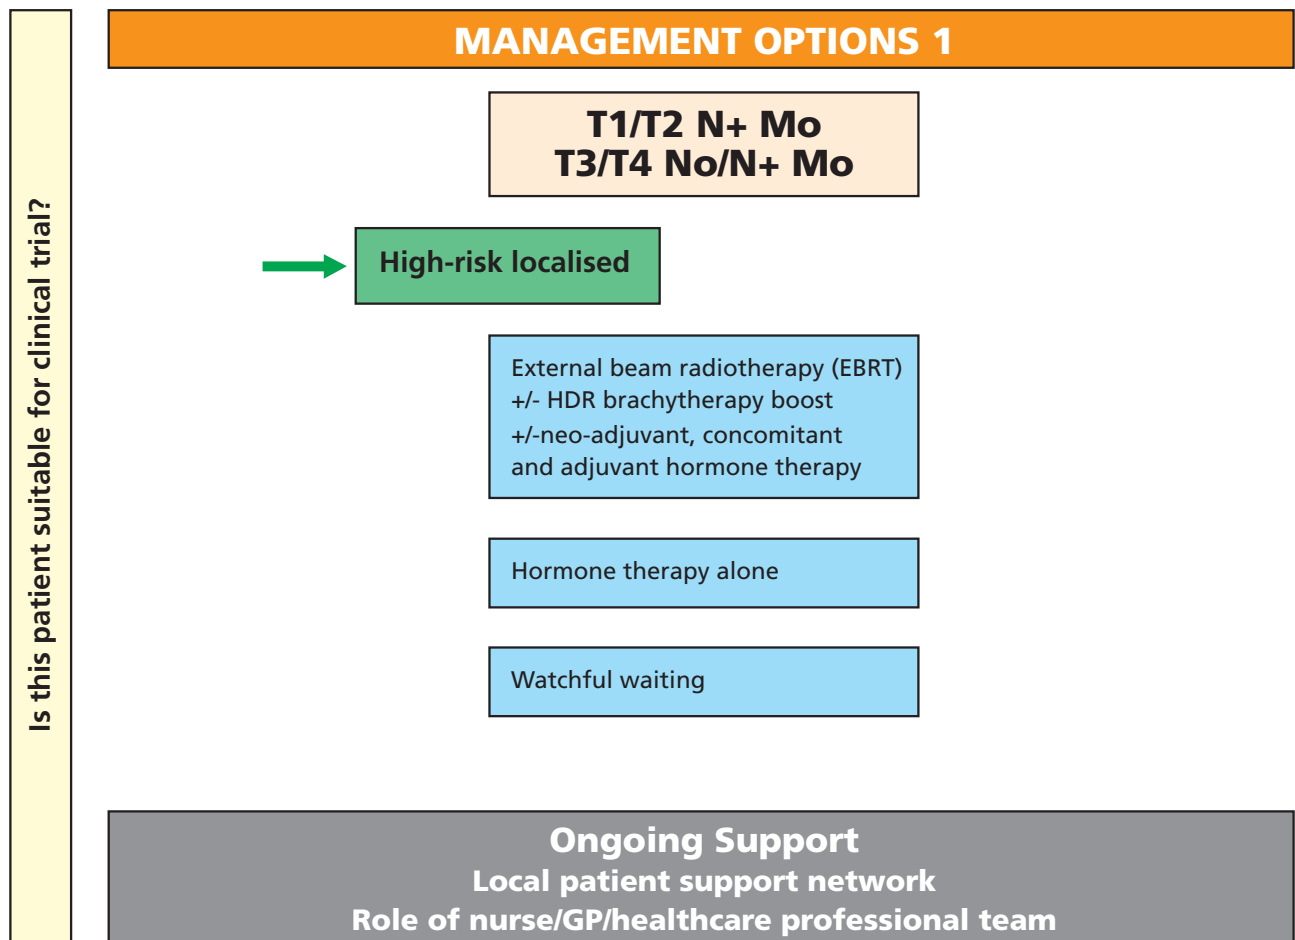 Is this patient suitable for clinical trial?
MANAGEMENT OPTIONS 1
T1/T2 N+ Mo
T3/T4 No/N+ Mo
High-risk localised
External beam radiotherapy (EBRT)
+/- HDR brachytherapy boost
+/-neo-adjuvant, concomitant
and adjuvant hormone therapy
Hormone therapy alone
Watchful waiting
Ongoing Support
Local patient support network
Role of nurse/GP/healthcare professional team